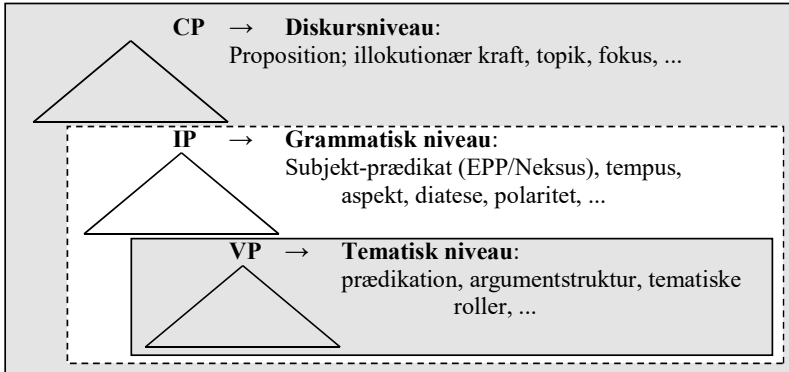 CP → Diskursniveau:
Proposition; illokutionær kraft, topik, fokus, ...
IP → Grammatisk niveau:
Subjekt-prædikat (EPP/Neksus), tempus,
aspekt, diatese, polaritet, ...
VP → Tematisk niveau:
prædikation, argumentstruktur, tematiske
roller, ...